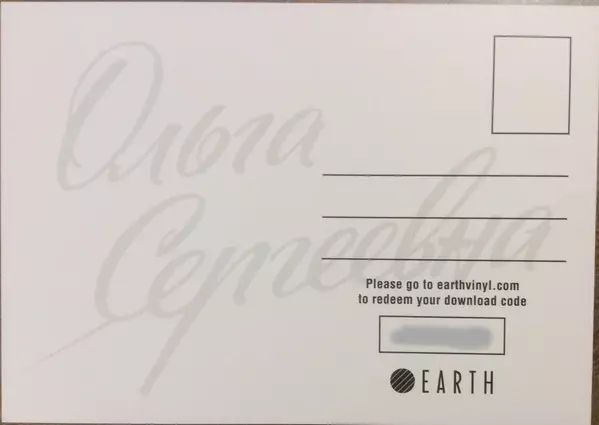 Ольга
Сергеевна
Please go to earthvinyl.com
to redeem your download code
EARTH